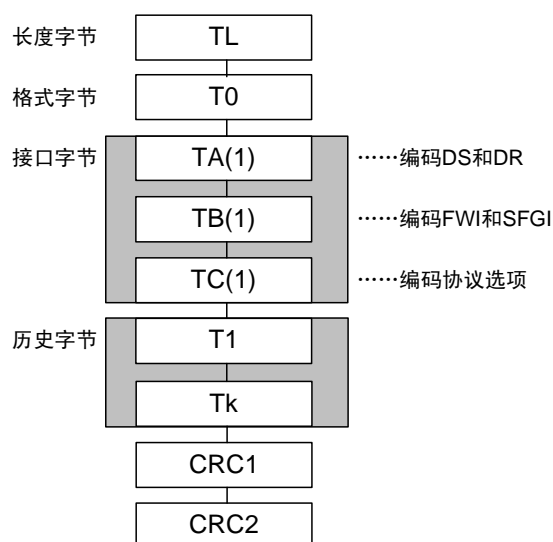 长度字节 TL
格式字节 T0
接口字节 TA(1) ……编码DS和DR
TB(1) ……编码FWI和SFGI
TC(1) ……编码协议选项
历史字节 T1
Tk
CRC1
CRC2